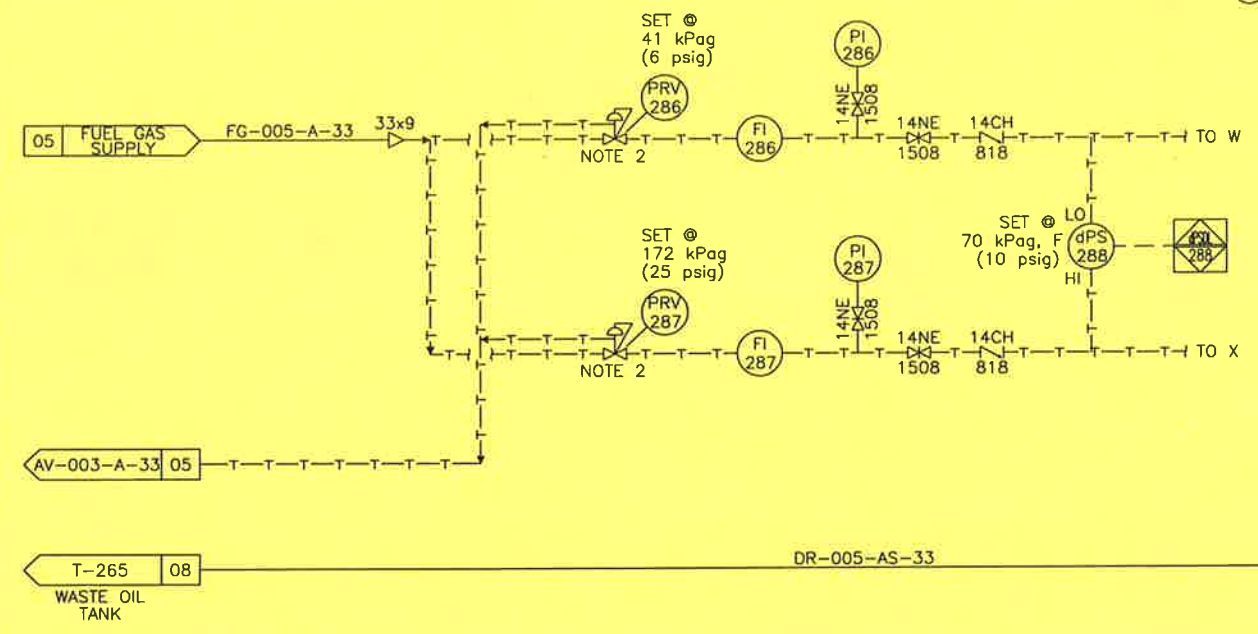 SET @
41 kPag
(6 psig)
PRV
286
PI
286
14NE
1508
05
FUEL GAS
SUPPLY
FG-005-A-33
33x9
NOTE 2
FI
286
14NE
1508
14CH
818
TO W
SET @
70 kPag, F
(10 psig)
LO
dPS
288
HI
288
SET @
172 kPag
(25 psig)
PRV
287
PI
287
14NE
1508
NOTE 2
FI
287
14NE
1508
14CH
818
TO X
AV-003-A-33 05
T-265 08
WASTE OIL
TANK
DR-005-AS-33